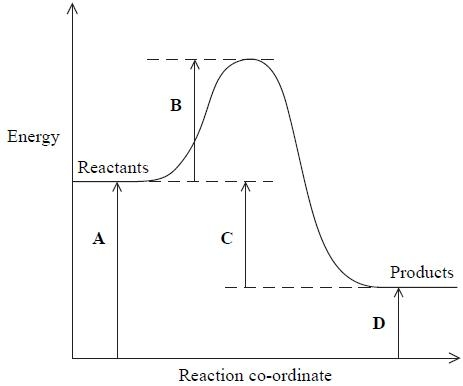 B
Energy
Reactants
A
C
Products
D
Reaction co-ordinate